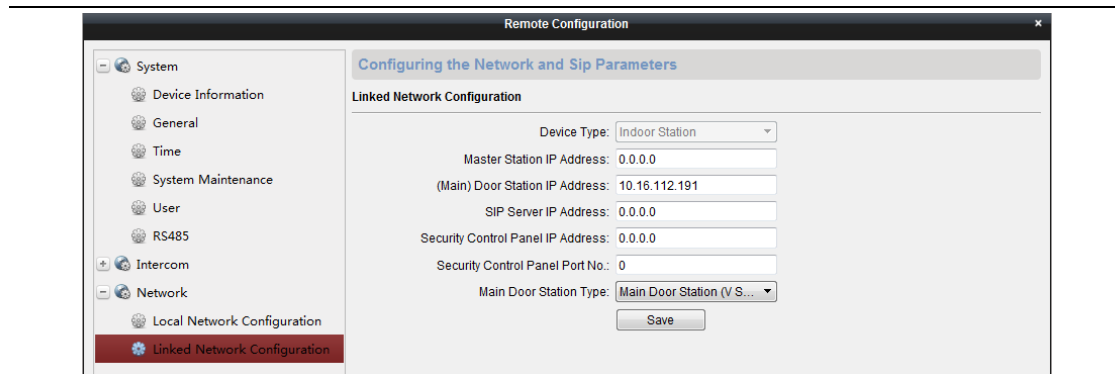 Remote Configuration ×
System
Device Information
General
Time
System Maintenance
User
RS485
Intercom
Network
Local Network Configuration
Linked Network Configuration
Configuring the Network and Sip Parameters
Linked Network Configuration
Device Type: Indoor Station
Master Station IP Address: 0.0.0.0
(Main) Door Station IP Address: 10.16.112.191
SIP Server IP Address: 0.0.0.0
Security Control Panel IP Address: 0.0.0.0
Security Control Panel Port No.: 0
Main Door Station Type: Main Door Station (V S...
Save